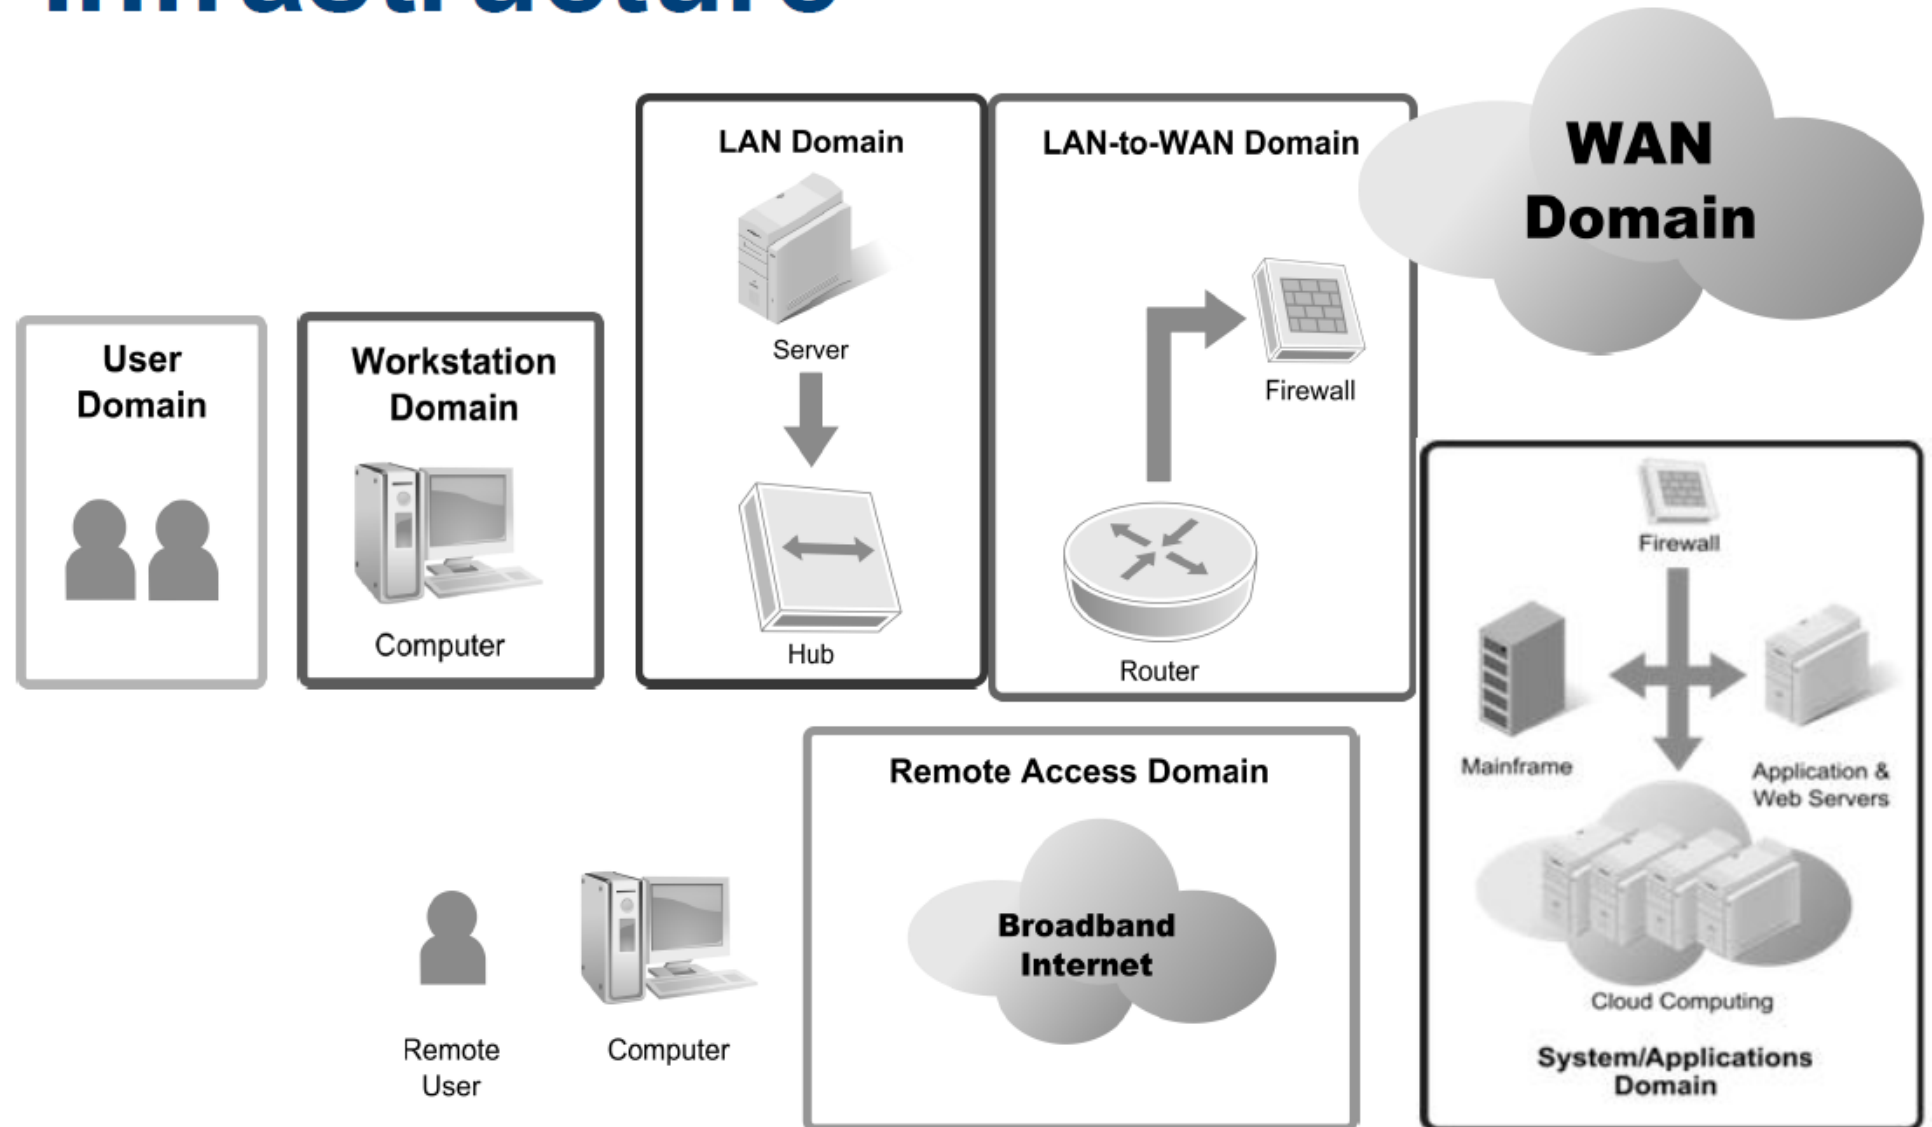 Infrastructure
WAN
Domain
LAN Domain
LAN-to-WAN Domain
Server
Firewall
User
Domain
Workstation
Domain
Computer
Hub
Router
Firewall
Mainframe
Application &
Web Servers
Cloud Computing
System/Applications
Domain
Remote Access Domain
Broadband
Internet
Remote
User
Computer